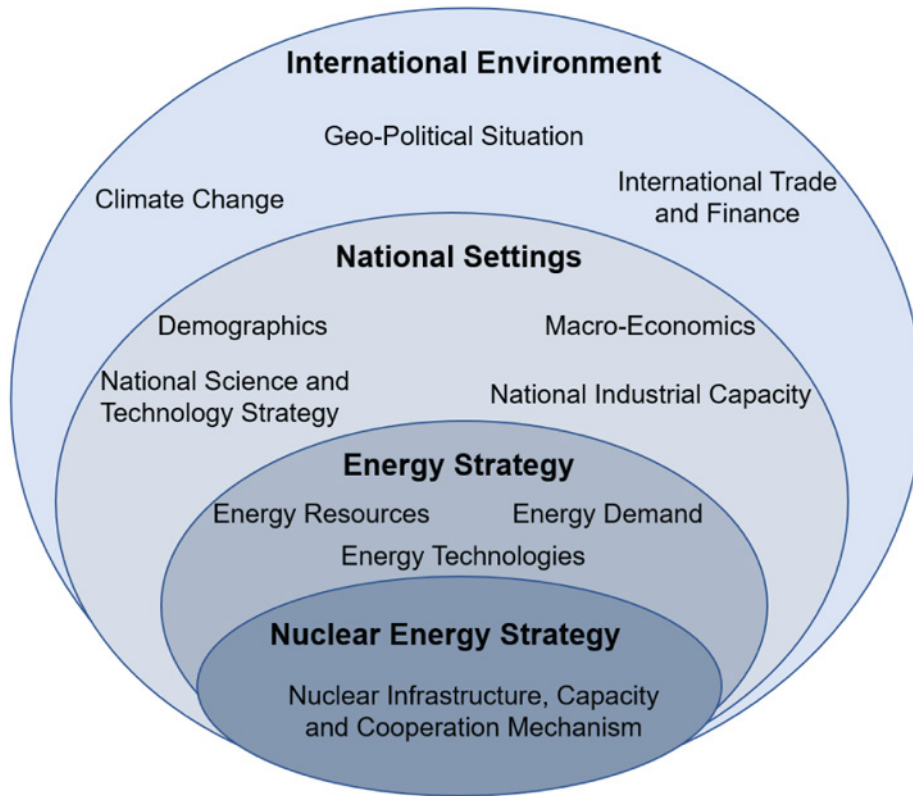 International Environment
Geo-Political Situation
Climate Change
International Trade
and Finance
National Settings
Demographics
Macro-Economics
National Science and
Technology Strategy
National Industrial Capacity
Energy Strategy
Energy Resources
Energy Demand
Energy Technologies
Nuclear Energy Strategy
Nuclear Infrastructure, Capacity
and Cooperation Mechanism